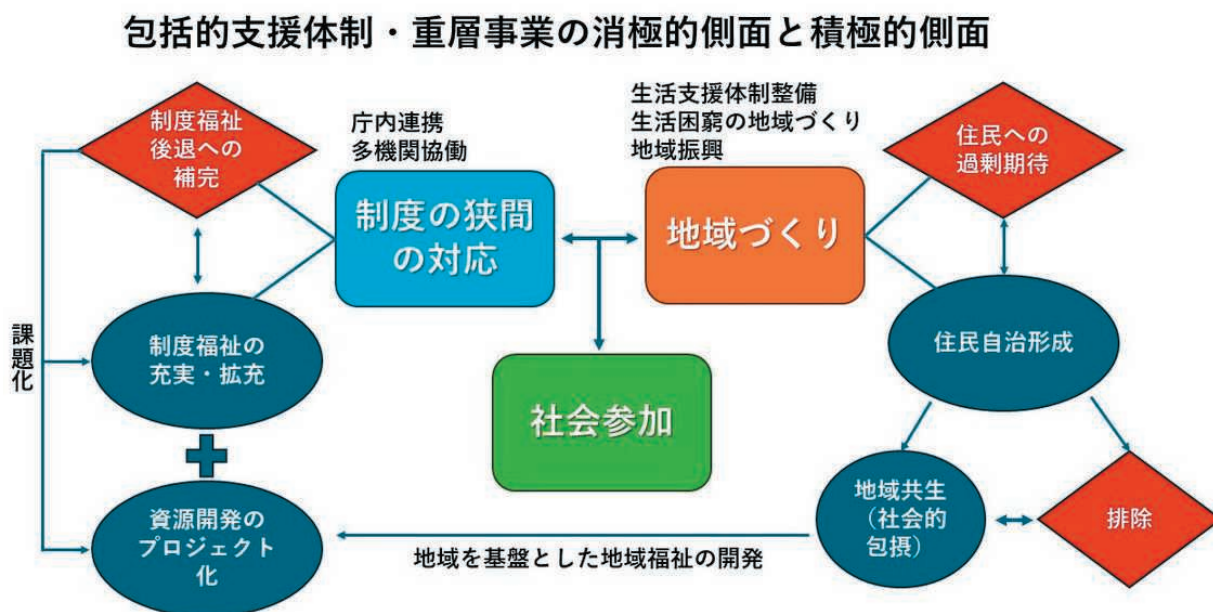 包括的支援体制・重層事業の消極的側面と積極的側面
制度福祉
後退への
補完
庁内連携
多機関協働
制度の狭間
の対応
生活支援体制整備
生活困窮の地域づくり
地域振興
地域づくり
住民への
過剰期待
課題化
制度福祉の
充実・拡充
社会参加
住民自治形成
資源開発の
プロジェクト
化
地域を基盤とした地域福祉の開発
地域共生
（社会的
包摂）
排除